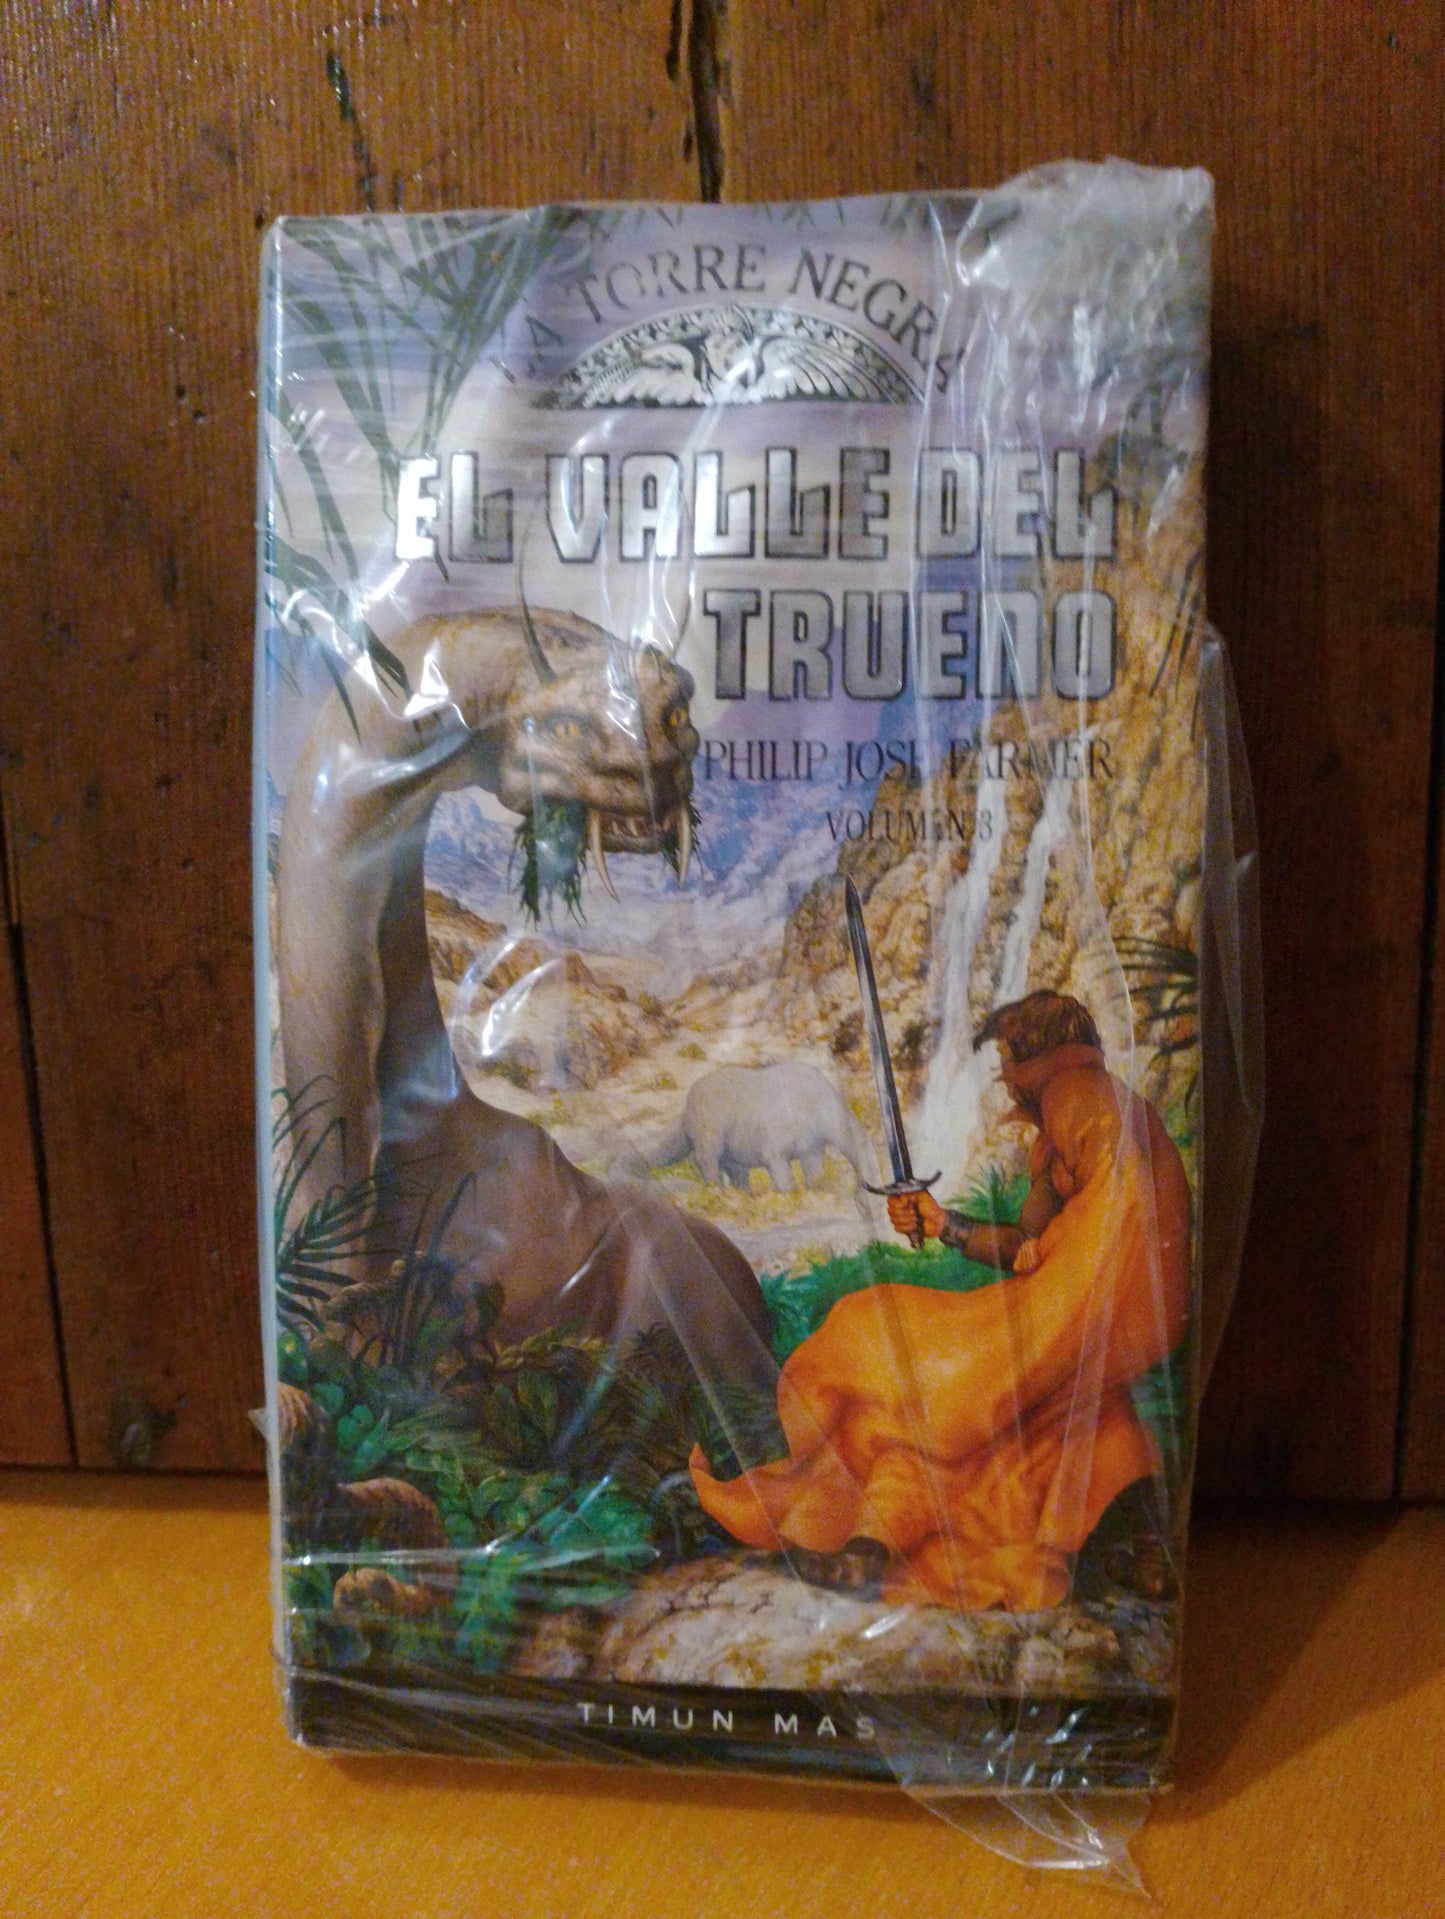 LA TORRE NEGRA
EL VALLE DEL
TRUENO
PHILIP JOSE FARMER
VOLUMEN 3
TIMUN MAS